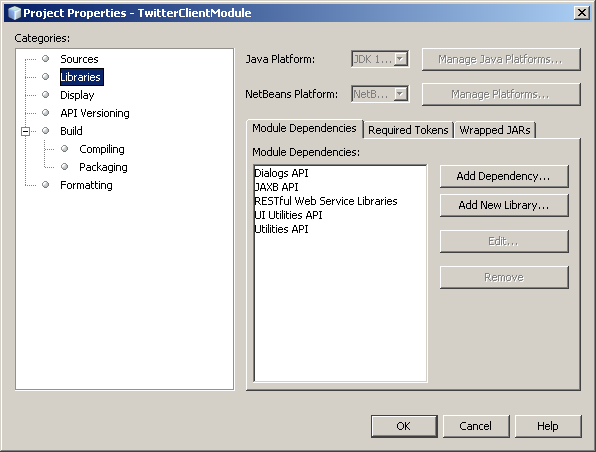 Project Properties - TwitterClientModule
Categories:
Sources
Libraries
Display
API Versioning
Build
Compiling
Packaging
Formatting
Java Platform:
JDK 1...
Manage Java Platforms...
NetBeans Platform:
NetB...
Manage Platforms...
Module Dependencies
Required Tokens
Wrapped JARs
Module Dependencies:
Dialogs API
JAXB API
RESTful Web Service Libraries
UI Utilities API
Utilities API
Add Dependency...
Add New Library...
Edit...
Remove
OK
Cancel
Help